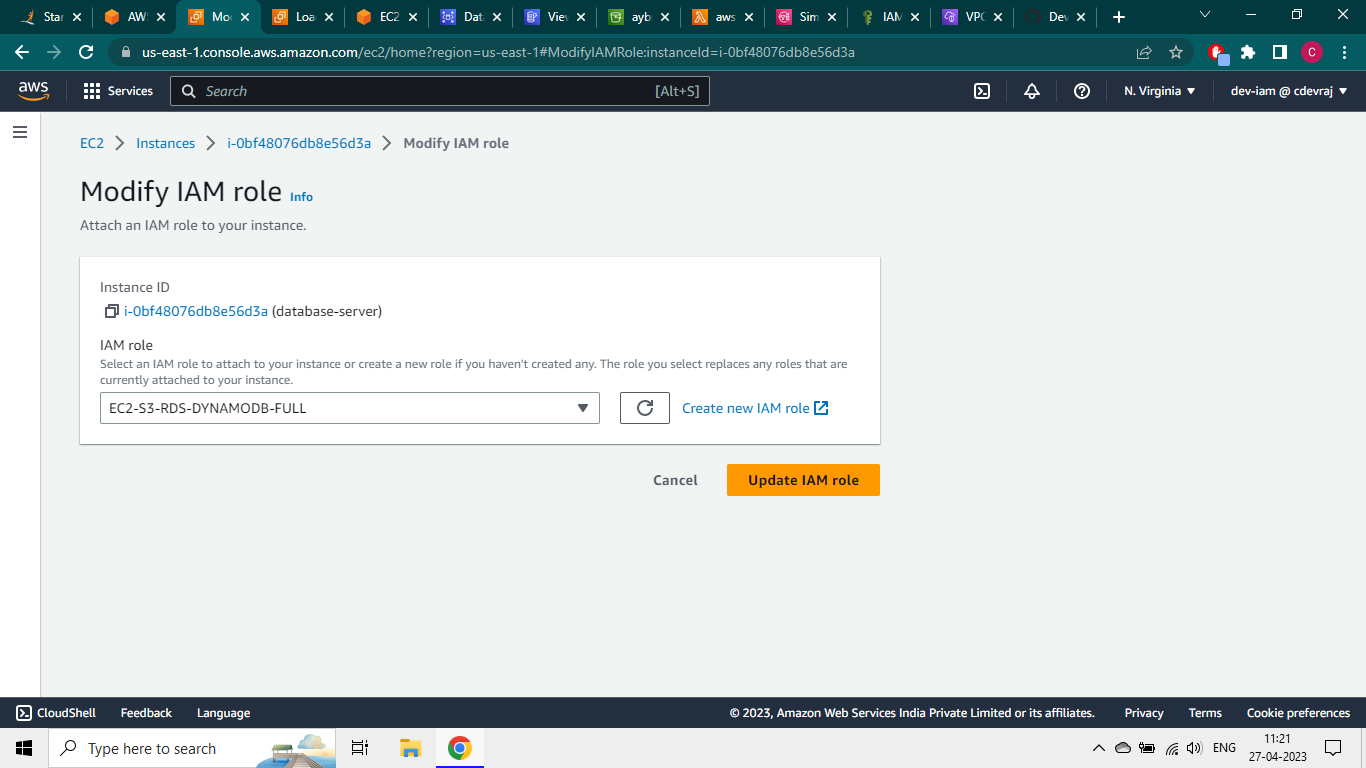 Star
AW
Mo
Loa
EC2
Dat
Vie
ayb
aws
Sim
IAM
VPC
Dev
us-east-1.console.aws.amazon.com/ec2/home?region=us-east-1#ModifyIAMRole:instanceId=i-0bf48076db8e56d3a
C
aws
Services
Search
[Alt+S]
N. Virginia
dev-iam @ cdevraj
EC2
Instances
i-0bf48076db8e56d3a
Modify IAM role
Modify IAM role Info
Attach an IAM role to your instance.
Instance ID
i-0bf48076db8e56d3a (database-server)
IAM role
Select an IAM role to attach to your instance or create a new role if you haven't created any. The role you select replaces any roles that are
currently attached to your instance.
EC2-S3-RDS-DYNAMODB-FULL
Create new IAM role
Cancel
Update IAM role
CloudShell
Feedback
Language
© 2023, Amazon Web Services India Private Limited or its affiliates.
Privacy
Terms
Cookie preferences
Type here to search
ENG
11:21
27-04-2023